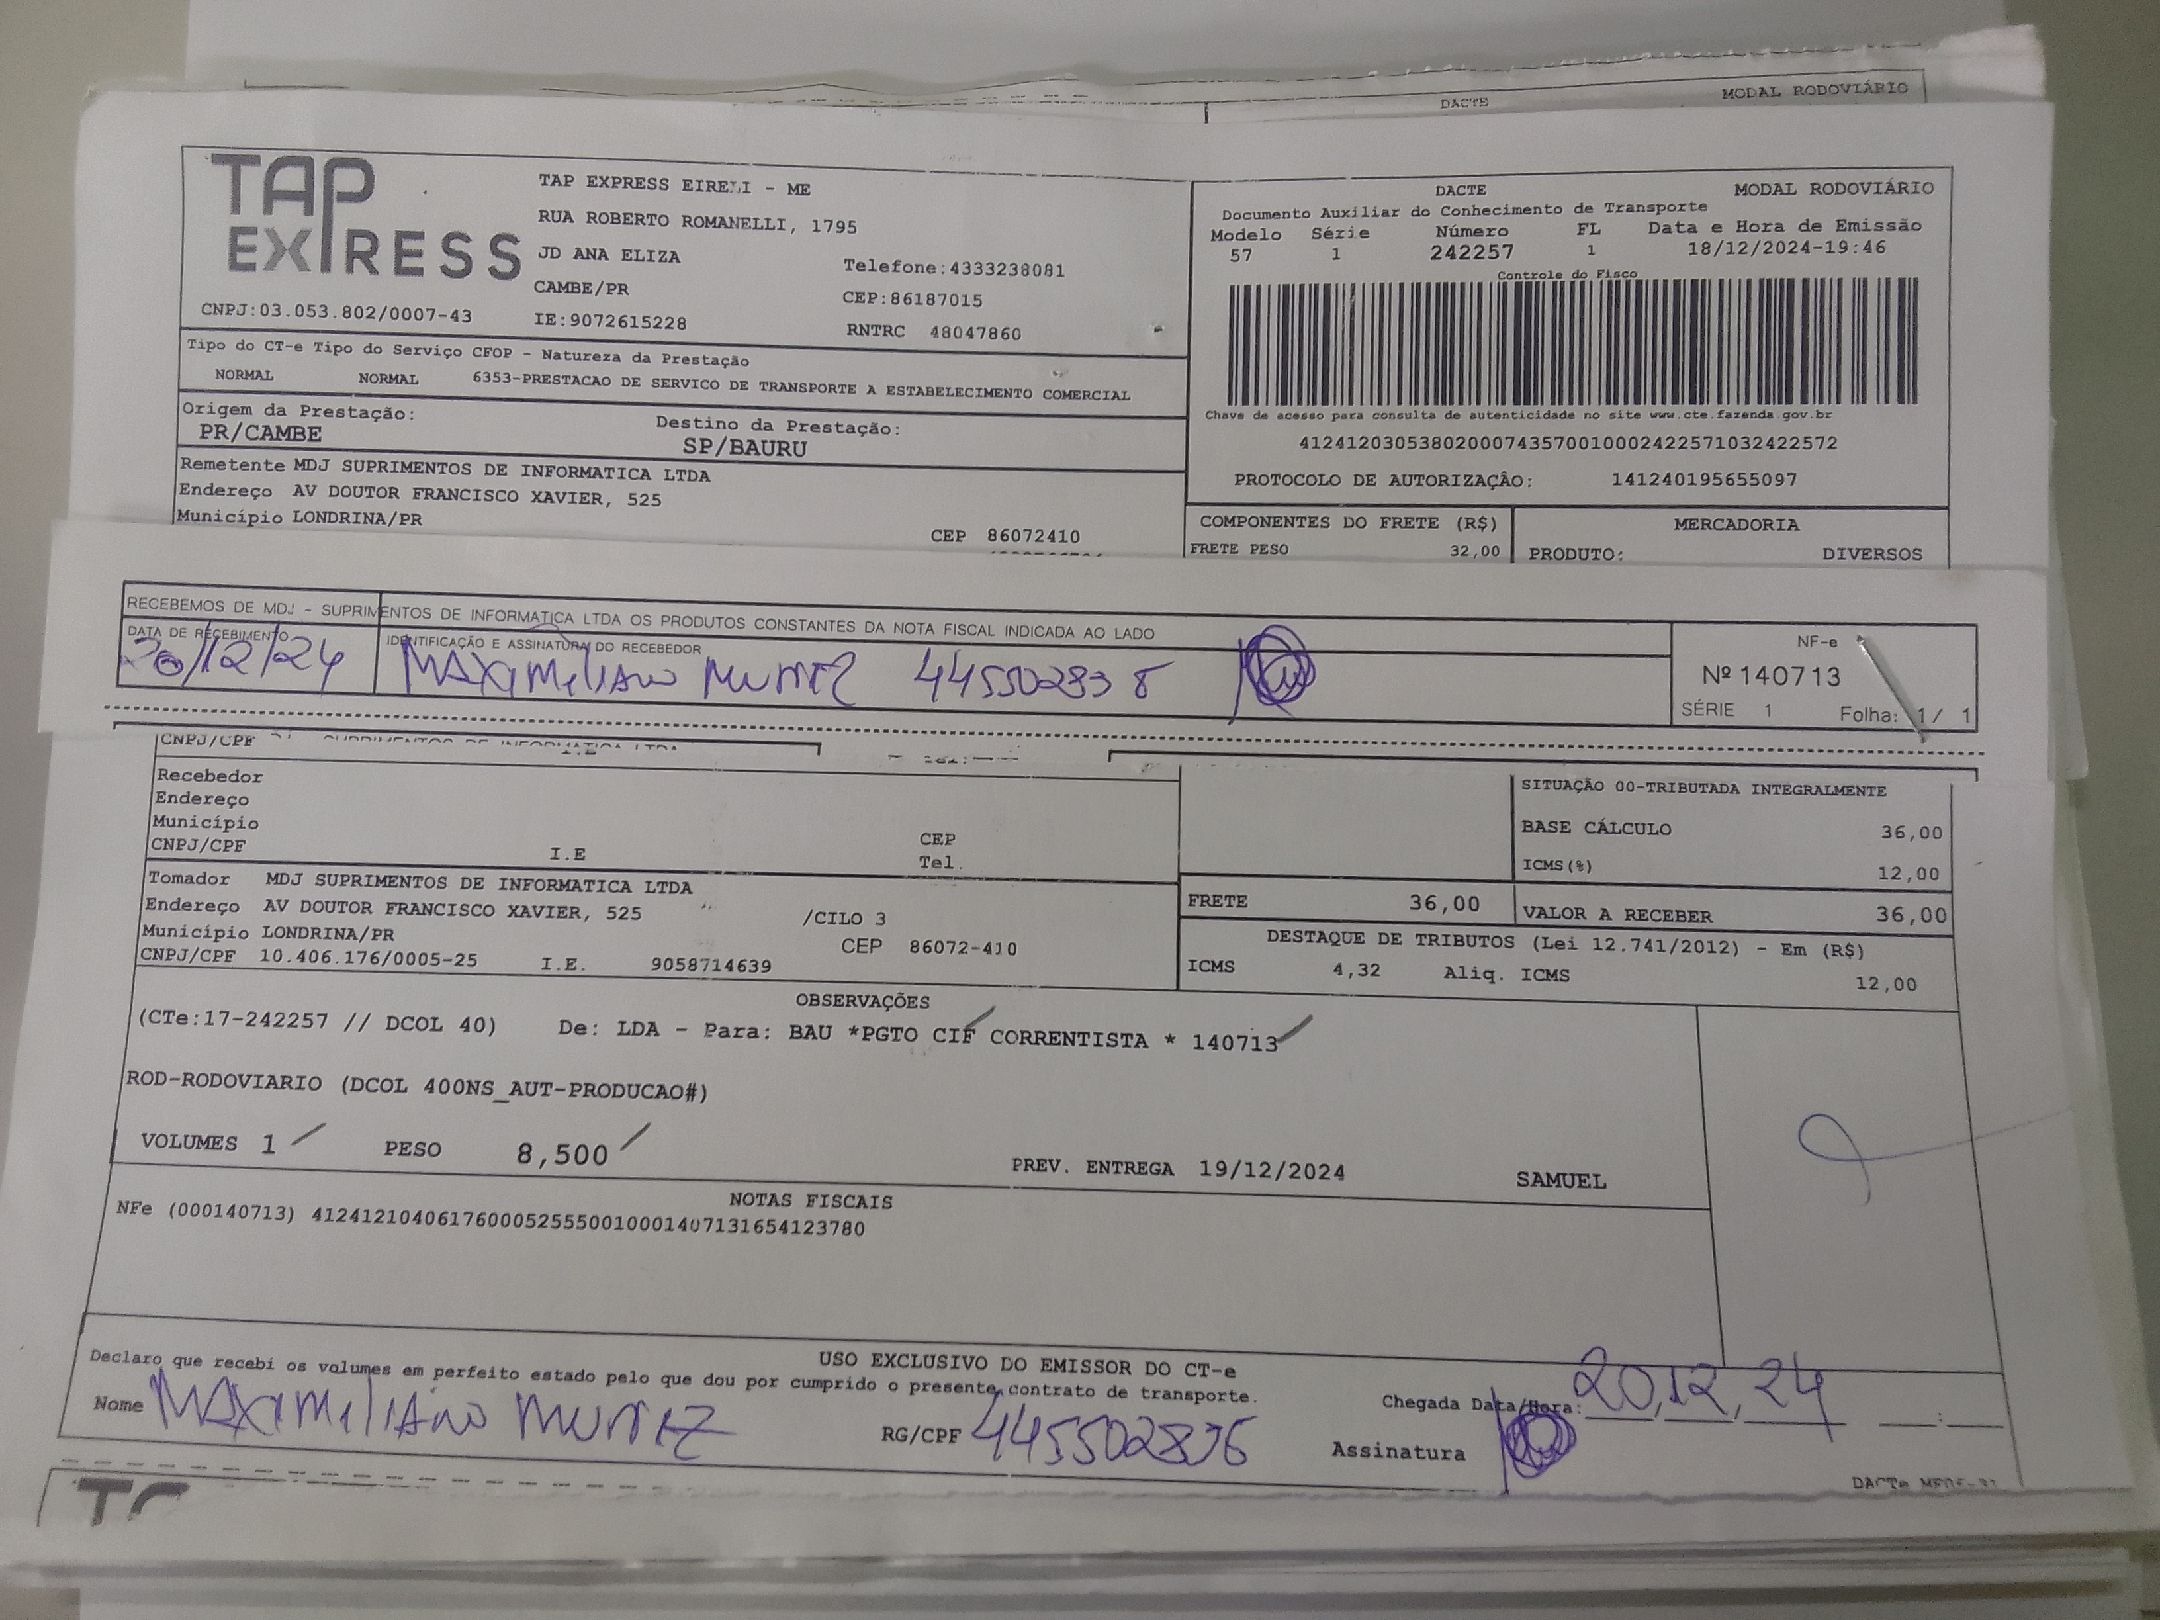 DACTE MODAL RODOVIÁRIO
TAP EXPRESS
TAP EXPRESS EIRELI - ME
RUA ROBERTO ROMANELLI, 1795
JD ANA ELIZA
Telefone:4333238081
CAMBE/PR
CEP:86187015
CNPJ:03.053.802/0007-43
IE:9072615228
RNTRC 48047860
DACTE MODAL RODOVIÁRIO
Documento Auxiliar do Conhecimento de Transporte
Modelo Série Número FL Data e Hora de Emissão
57 1 242257 1 18/12/2024-19:46
Controle do Fisco
Chave de acesso para consulta de autenticidade no site www.cte.fazenda.gov.br
41241203053802000743570010002422571032422572
PROTOCOLO DE AUTORIZAÇÂO: 141240195655097
Tipo do CT-e Tipo do Serviço CFOP - Natureza da Prestação
NORMAL NORMAL 6353-PRESTACAO DE SERVICO DE TRANSPORTE A ESTABELECIMENTO COMERCIAL
Origem da Prestação: Destino da Prestação:
PR/CAMBE SP/BAURU
Remetente MDJ SUPRIMENTOS DE INFORMATICA LTDA
Endereço AV DOUTOR FRANCISCO XAVIER, 525
Município LONDRINA/PR CEP 86072410
COMPONENTES DO FRETE (R$) MERCADORIA
FRETE PESO 32,00 PRODUTO: DIVERSOS
RECEBEMOS DE MDJ - SUPRIMENTOS DE INFORMATICA LTDA OS PRODUTOS CONSTANTES DA NOTA FISCAL INDICADA AO LADO
DATA DE RECEBIMENTO IDENTIFICAÇÃO E ASSINATURA DO RECEBEDOR
20/12/24 MAXIMILIANO MUNEZ
NF-e
Nº 140713
SÉRIE 1 Folha: 1/ 1
CNPJ/CPF
Recebedor
Endereço
Município CEP
CNPJ/CPF I.E Tel.
SITUAÇÃO 00-TRIBUTADA INTEGRALMENTE
BASE CÁLCULO 36,00
ICMS(%) 12,00
Tomador MDJ SUPRIMENTOS DE INFORMATICA LTDA
Endereço AV DOUTOR FRANCISCO XAVIER, 525 /CILO 3
Município LONDRINA/PR CEP 86072-410
CNPJ/CPF 10.406.176/0005-25 I.E. 9058714639
FRETE 36,00 VALOR A RECEBER 36,00
DESTAQUE DE TRIBUTOS (Lei 12.741/2012) - Em (R$)
ICMS 4,32 Aliq. ICMS 12,00
OBSERVAÇÕES
(CTe:17-242257 // DCOL 40) De: LDA - Para: BAU *PGTO CIF CORRENTISTA * 140713
ROD-RODOVIARIO (DCOL 400NS_AUT-PRODUCAO#)
VOLUMES 1 PESO 8,500 PREV. ENTREGA 19/12/2024 SAMUEL
NOTAS FISCAIS
NFe (000140713) 41241210406176000525550010001407131654123780
USO EXCLUSIVO DO EMISSOR DO CT-e
Declaro que recebi os volumes em perfeito estado pelo que dou por cumprido o presente contrato de transporte.
Chegada Data/Hora: 20,12,24 :
Nome MAXIMILIANO MUNEZ RG/CPF Assinatura